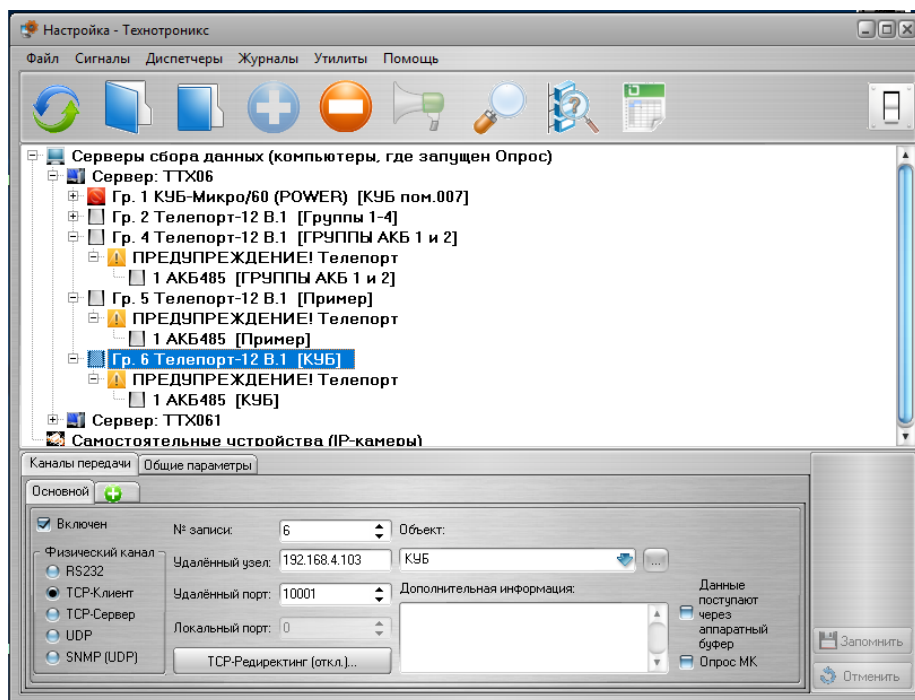 Настройка - Технотроникс
Файл Сигналы Диспетчеры Журналы Утилиты Помощь
Серверы сбора данных (компьютеры, где запущен Опрос)
Сервер: TTX06
Гр. 1 КУБ-Микро/60 (POWER) [КУБ пом.007]
Гр. 2 Телепорт-12 В.1 [Группы 1-4]
Гр. 4 Телепорт-12 В.1 [ГРУППЫ АКБ 1 и 2]
ПРЕДУПРЕЖДЕНИЕ! Телепорт
1 АКБ485 [ГРУППЫ АКБ 1 и 2]
Гр. 5 Телепорт-12 В.1 [Пример]
ПРЕДУПРЕЖДЕНИЕ! Телепорт
1 АКБ485 [Пример]
Гр. 6 Телепорт-12 В.1 [КУБ]
ПРЕДУПРЕЖДЕНИЕ! Телепорт
1 АКБ485 [КУБ]
Сервер: TTX061
Самостоятельные устройства (IP-камеры)
Каналы передачи Общие параметры
Основной
Включен
Физический канал
RS232
TCP-Клиент
TCP-Сервер
UDP
SNMP (UDP)
№ записи: 6
Удалённый узел: 192.168.4.103
Удалённый порт: 10001
Локальный порт: 0
TCP-Редиректинг (откл.)...
Объект:
КУБ ...
Дополнительная информация:
Данные
поступают
через
аппаратный
буфер
Опрос МК
Запомнить
Отменить